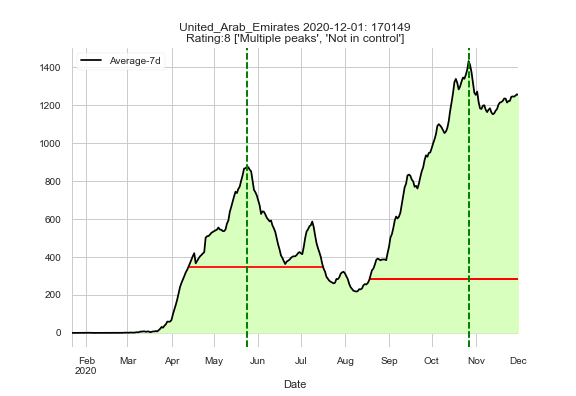 United_Arab_Emirates 2020-12-01: 170149
Rating:8 ['Multiple peaks', 'Not in control']
Average-7d
1400
1200
1000
800
600
400
200
0
Feb Mar Apr May Jun Jul Aug Sep Oct Nov Dec
2020
Date